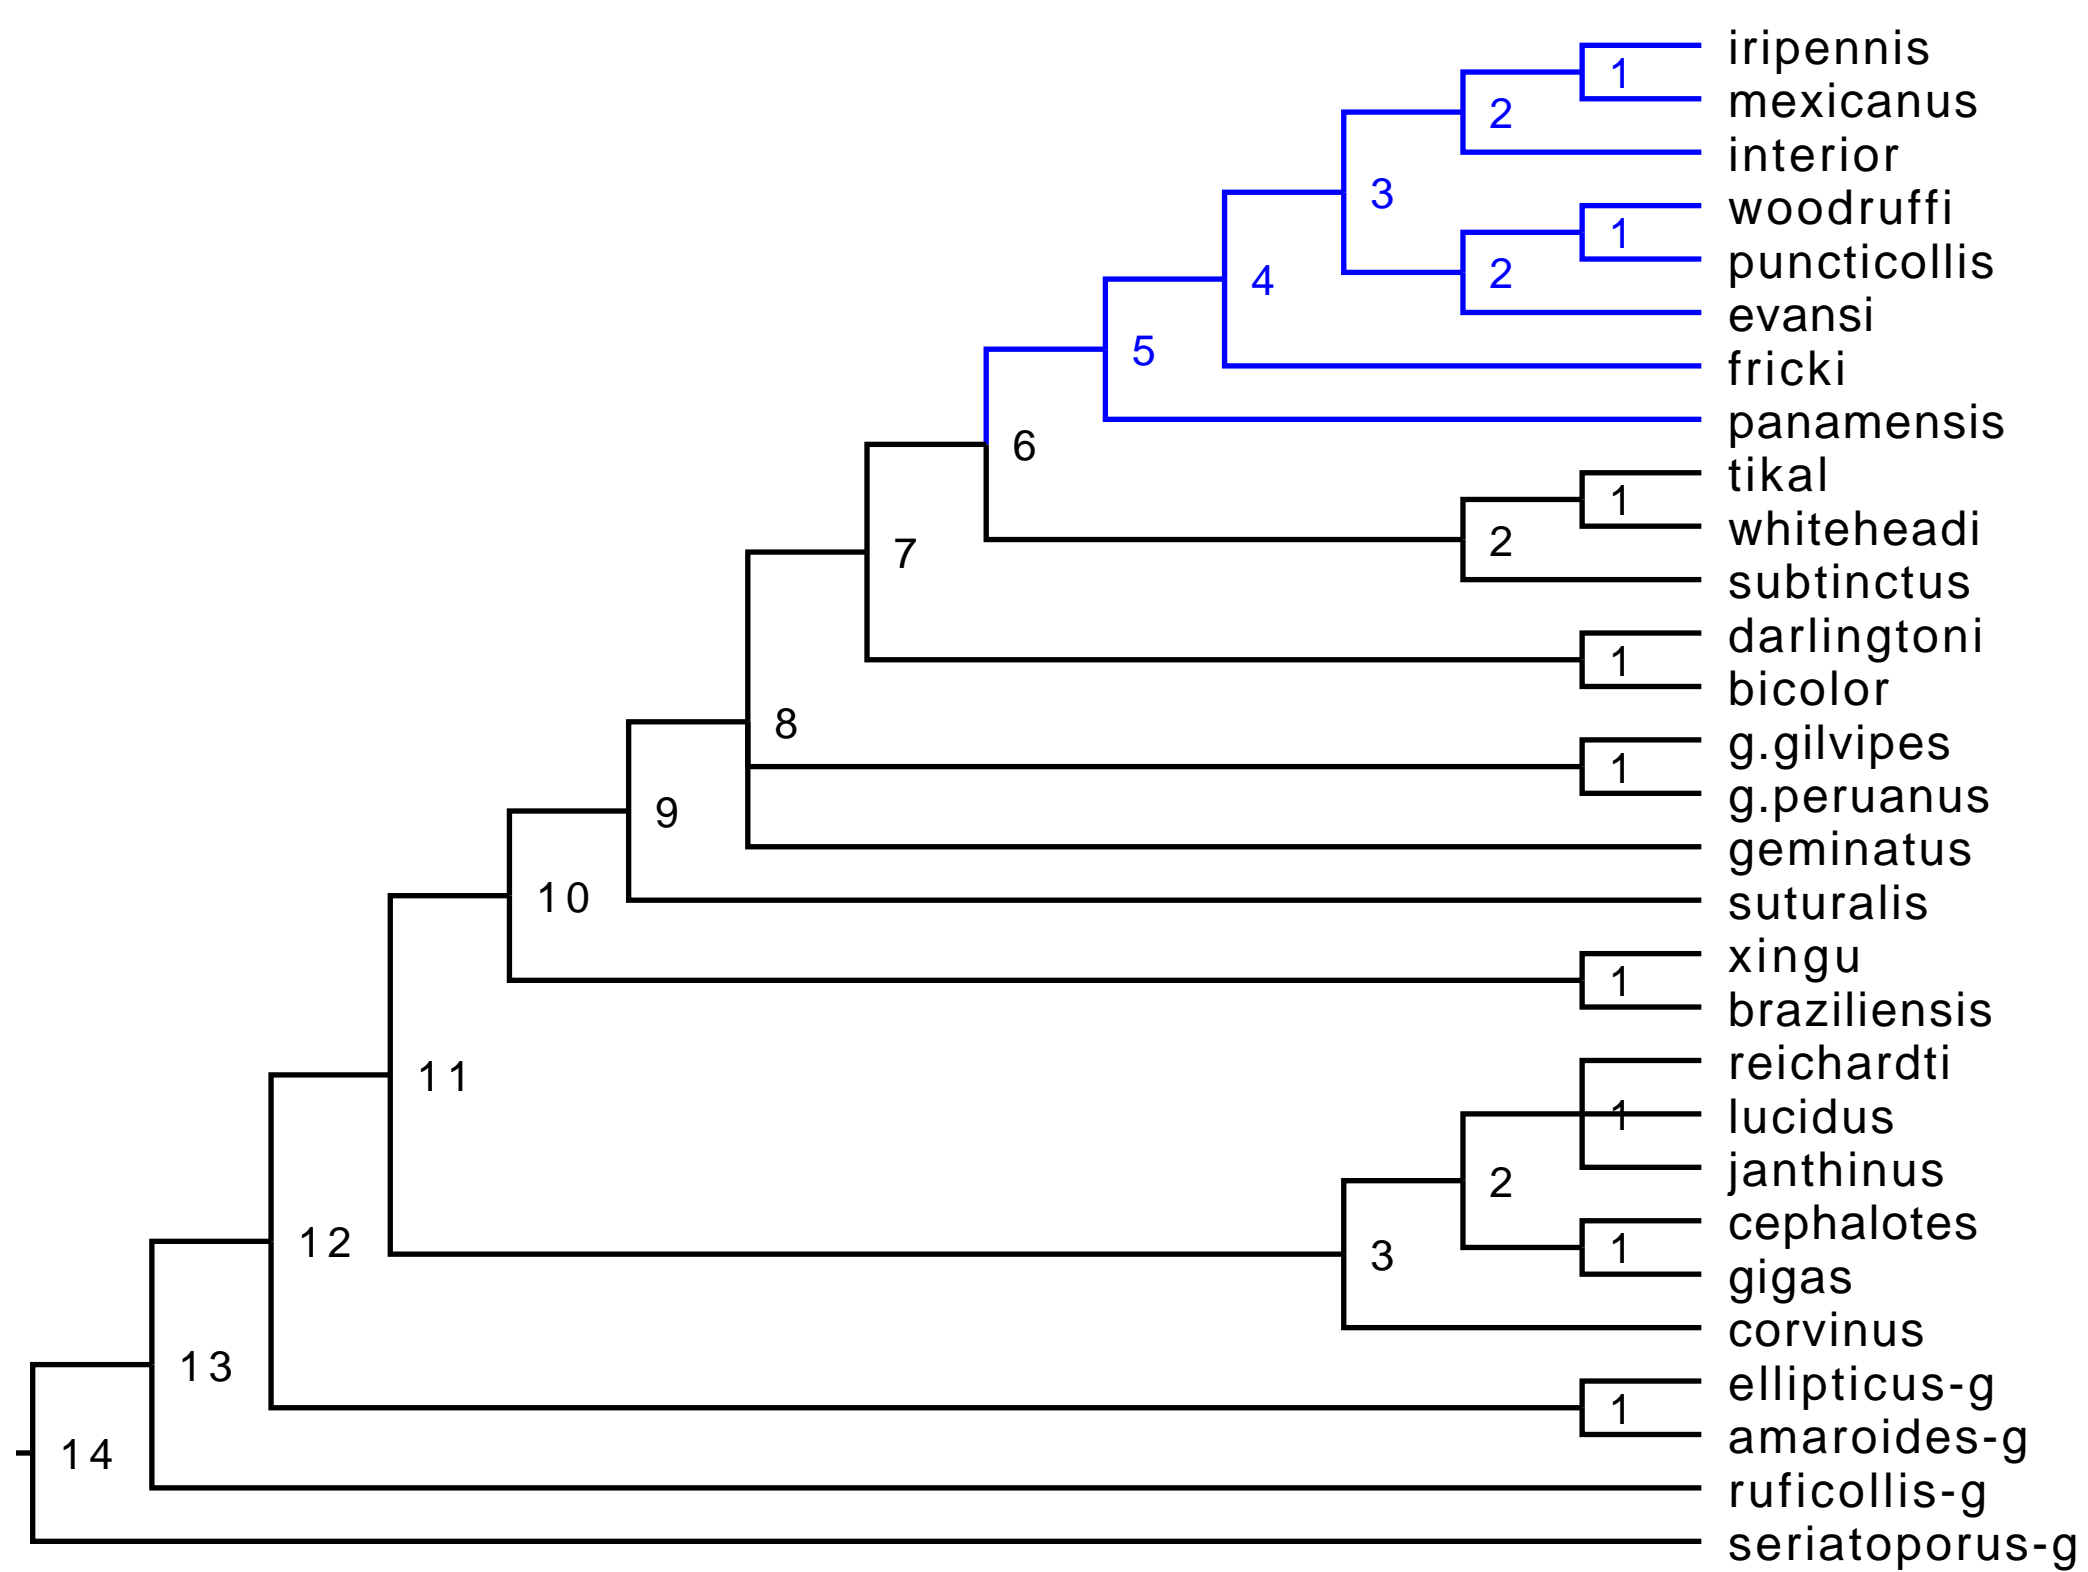 iripennis
1
mexicanus
2
interior
3
woodruffi
1
puncticollis
2
4
evansi
5
fricki
panamensis
6
tikal
1
whiteheadi
2
7
subtinctus
darlingtoni
1
bicolor
8
g.gilvipes
1
g.peruanus
9
geminatus
10
suturalis
xingu
1
braziliensis
11
reichardti
1
lucidus
janthinus
2
cephalotes
12
1
3
gigas
corvinus
13
ellipticus-g
1
amaroides-g
14
ruficollis-g
seriatoporus-g